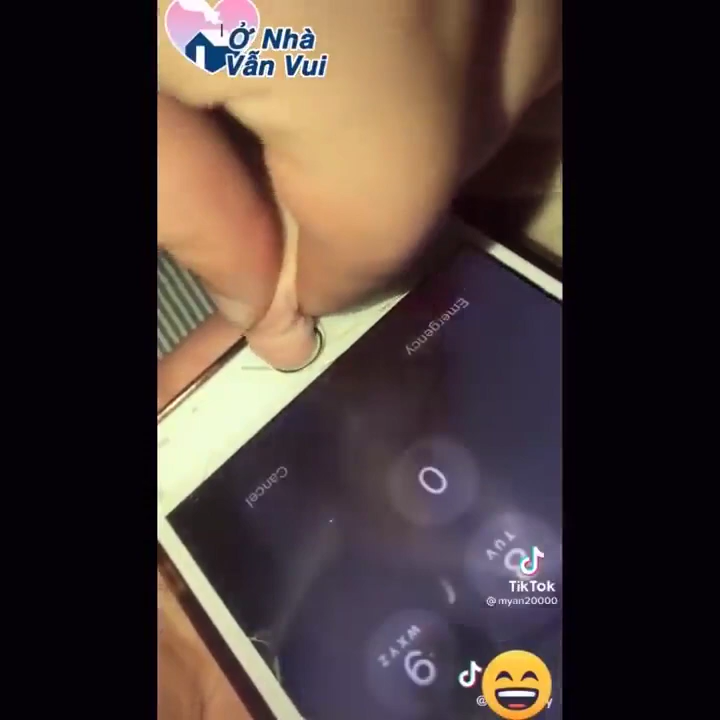 Ở Nhà
Vẫn Vui
Emergency
Cancel
0
TUV
8
WXYZ
9
TikTok
@myan20000